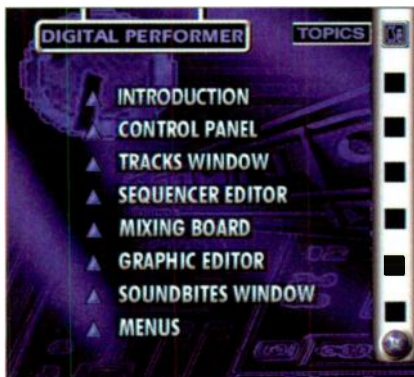 DIGITAL PERFORMER
TOPICS
INTRODUCTION
CONTROL PANEL
TRACKS WINDOW
SEQUENCER EDITOR
MIXING BOARD
GRAPHIC EDITOR
SOUNDBITES WINDOW
MENUS